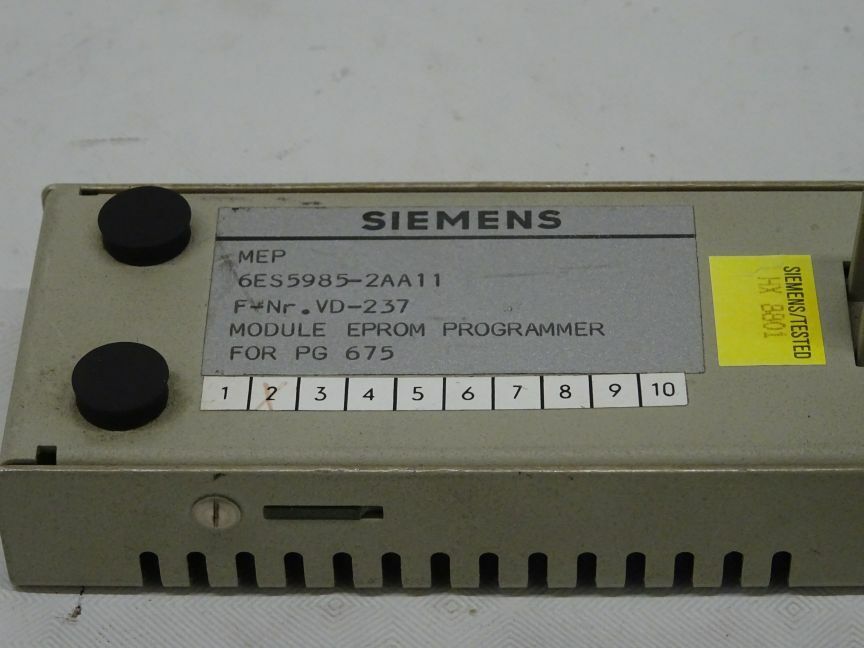 SIEMENS
MEP
6ES5985-2AA11
F-Nr. VD-237
MODULE EPROM PROGRAMMER
FOR PG 675
1 2 3 4 5 6 7 8 9 10
SIEMENS/TESTED